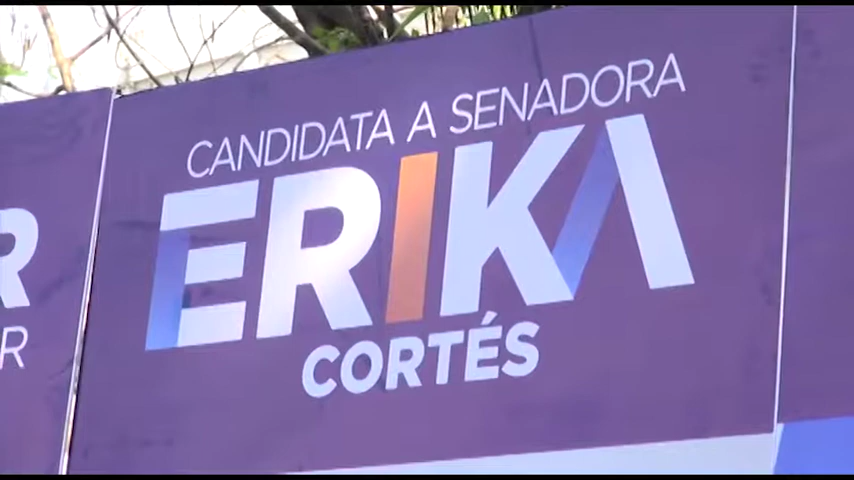 CANDIDATA A SENADORA
ERIKA
CORTÉS
R
R